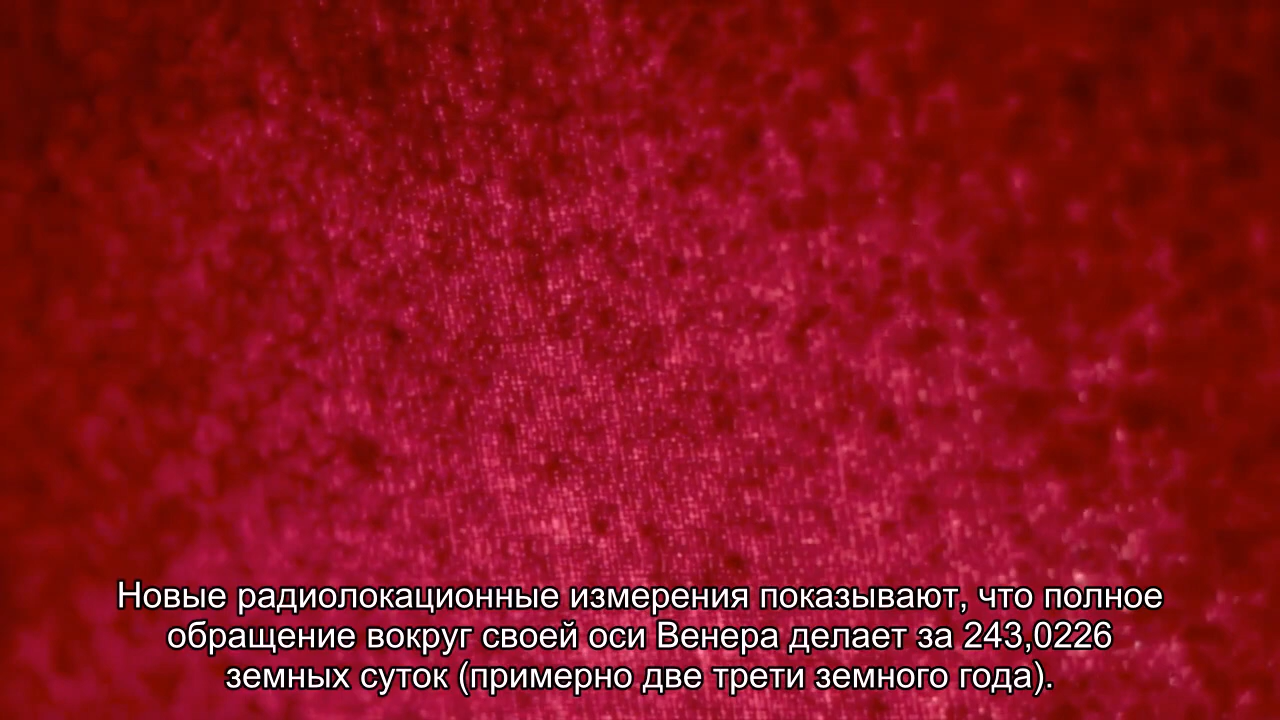 Новые радиолокационные измерения показывают, что полное
обращение вокруг своей оси Венера делает за 243,0226
земных суток (примерно две трети земного года).